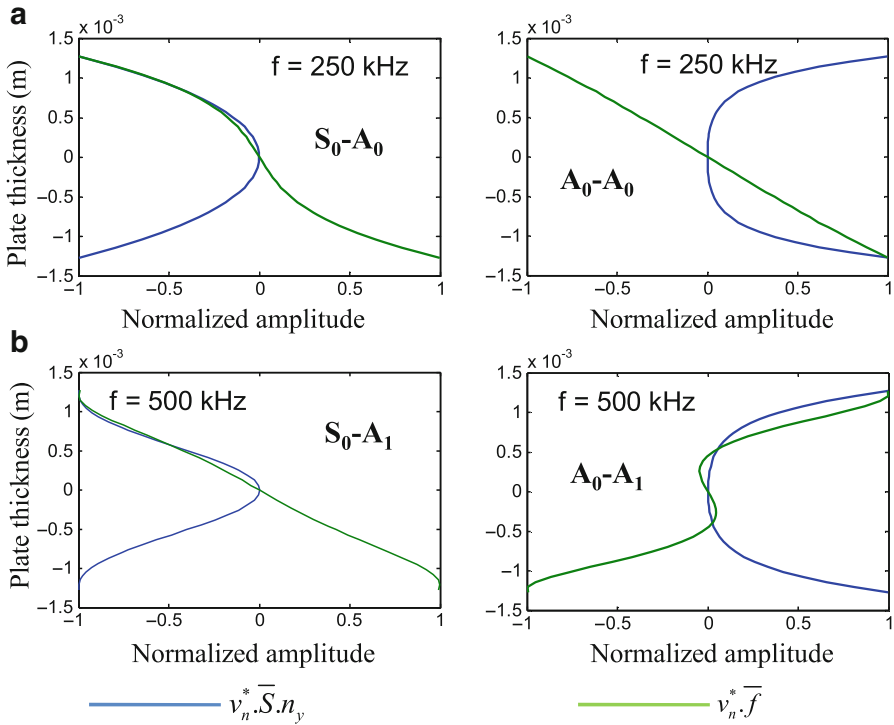 a
x 10⁻³
1.5
1
0.5
0
−0.5
−1
−1.5
Plate thickness (m)
f = 250 kHz
S₀-A₀
−1 −0.5 0 0.5 1
Normalized amplitude
x 10⁻³
1.5
1
0.5
0
−0.5
−1
−1.5
f = 250 kHz
A₀-A₀
−1 −0.5 0 0.5 1
Normalized amplitude
b
x 10⁻³
1.5
1
0.5
0
−0.5
−1
−1.5
Plate thickness (m)
f = 500 kHz
S₀-A₁
−1 −0.5 0 0.5 1
Normalized amplitude
x 10⁻³
1.5
1
0.5
0
−0.5
−1
−1.5
f = 500 kHz
A₀-A₁
−1 −0.5 0 0.5 1
Normalized amplitude
vₙ*.S̅.n_y
vₙ*.f̅